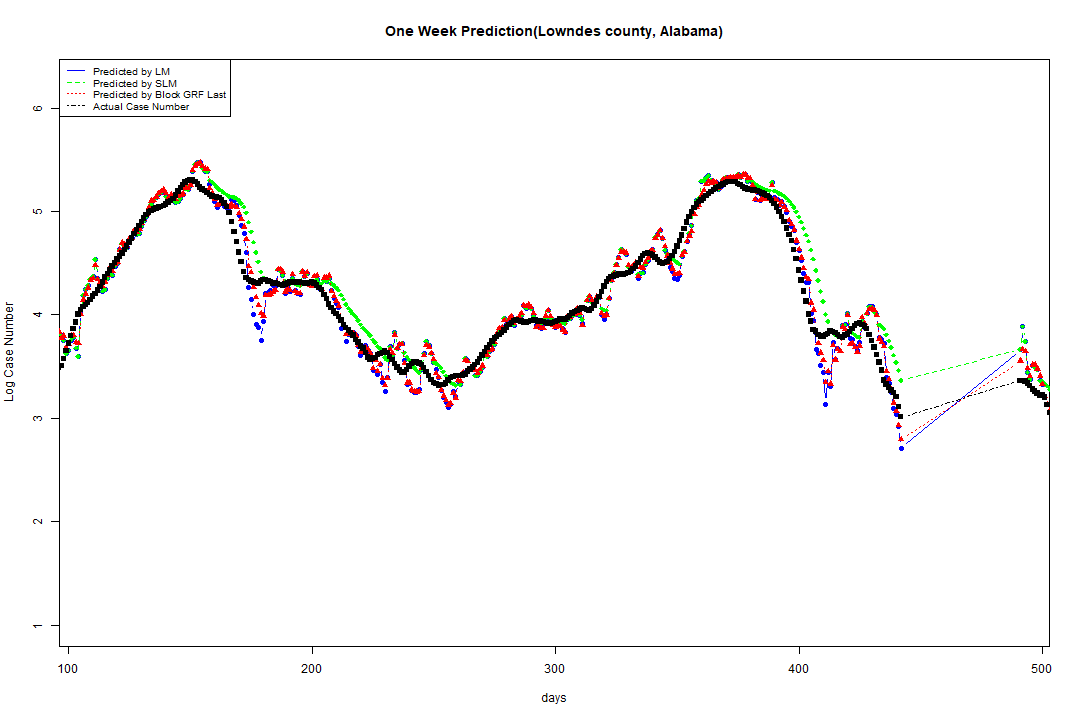 One Week Prediction(Lowndes county, Alabama)
Predicted by LM
Predicted by SLM
Predicted by Block GRF Last
Actual Case Number
6
5
4
3
2
1
Log Case Number
100 200 300 400 500
days